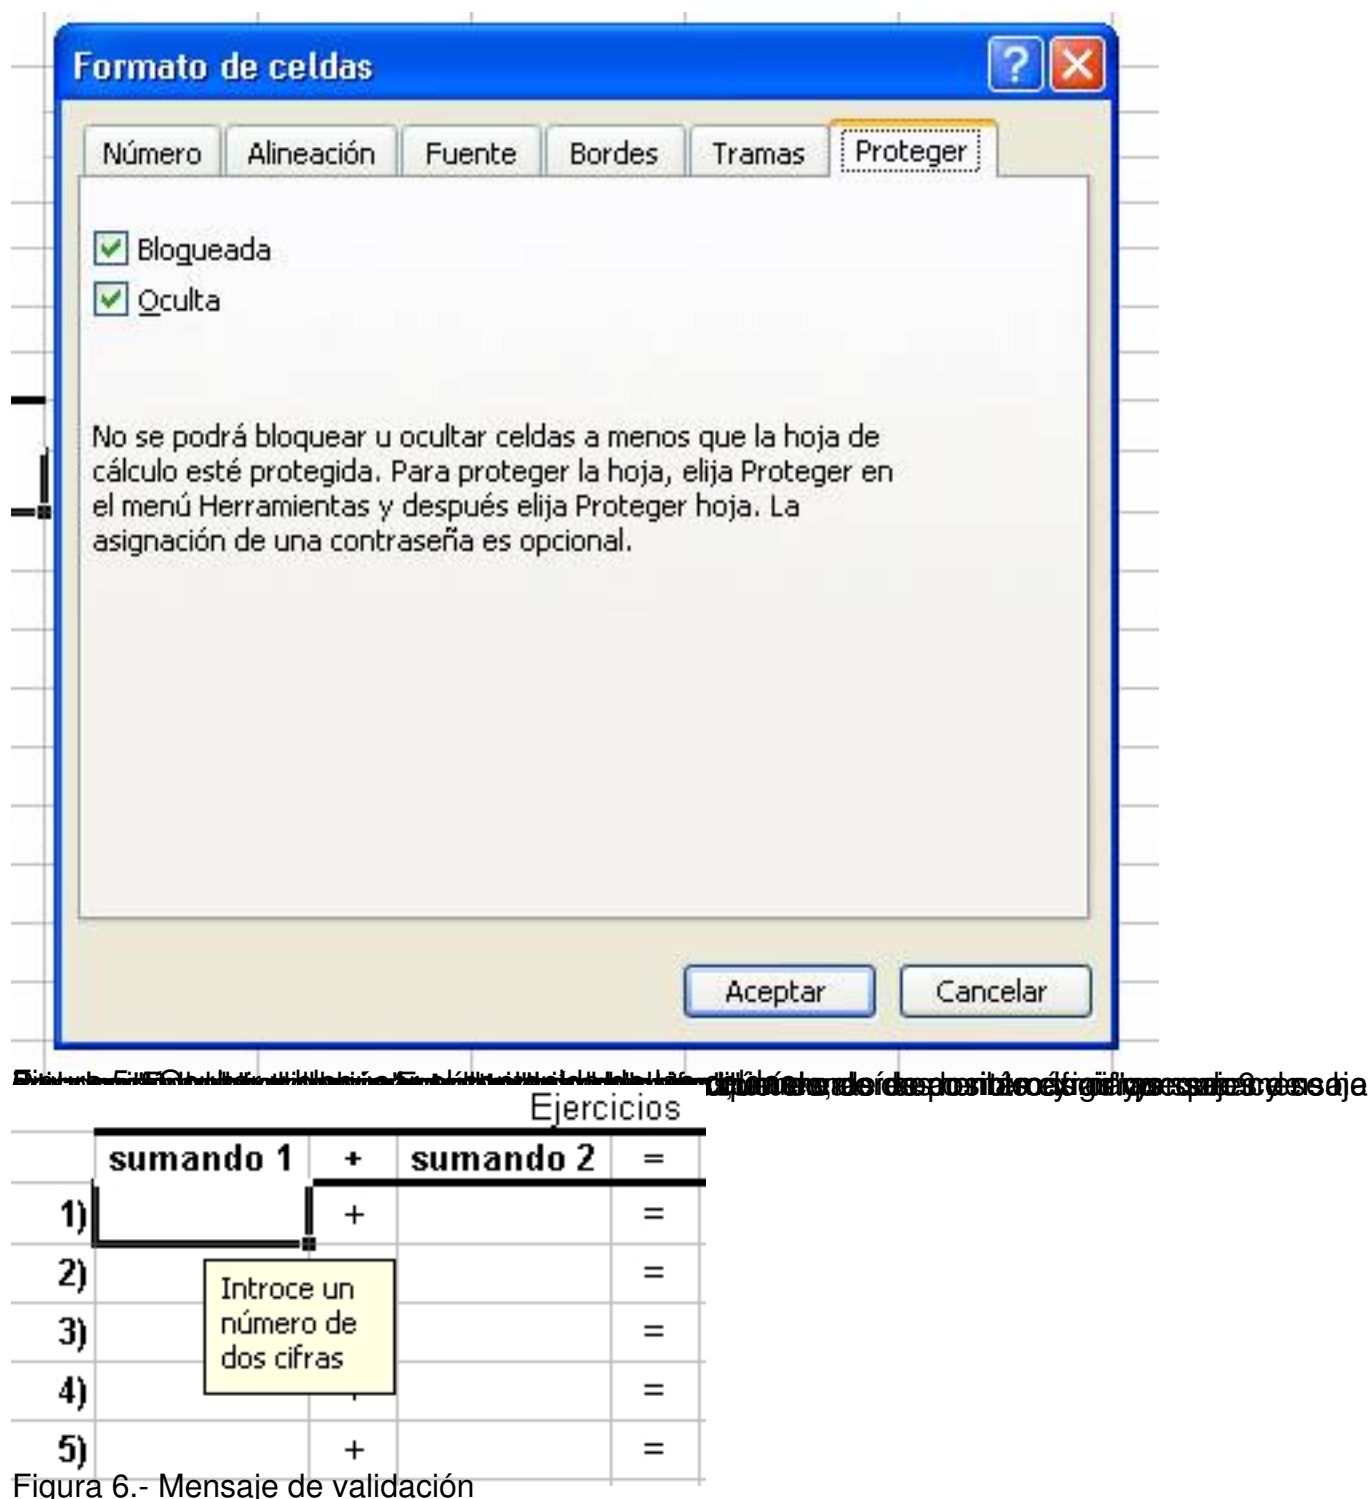 Formato de celdas
Número Alineación Fuente Bordes Tramas Proteger
Bloqueada
Oculta
No se podrá bloquear u ocultar celdas a menos que la hoja de
cálculo esté protegida. Para proteger la hoja, elija Proteger en
el menú Herramientas y después elija Proteger hoja. La
asignación de una contraseña es opcional.
Aceptar Cancelar
Ejercicios
sumando 1 + sumando 2 =
1) + =
2) =
3) =
4) =
5) + =
Introce un
número de
dos cifras
Figura 6.- Mensaje de validación